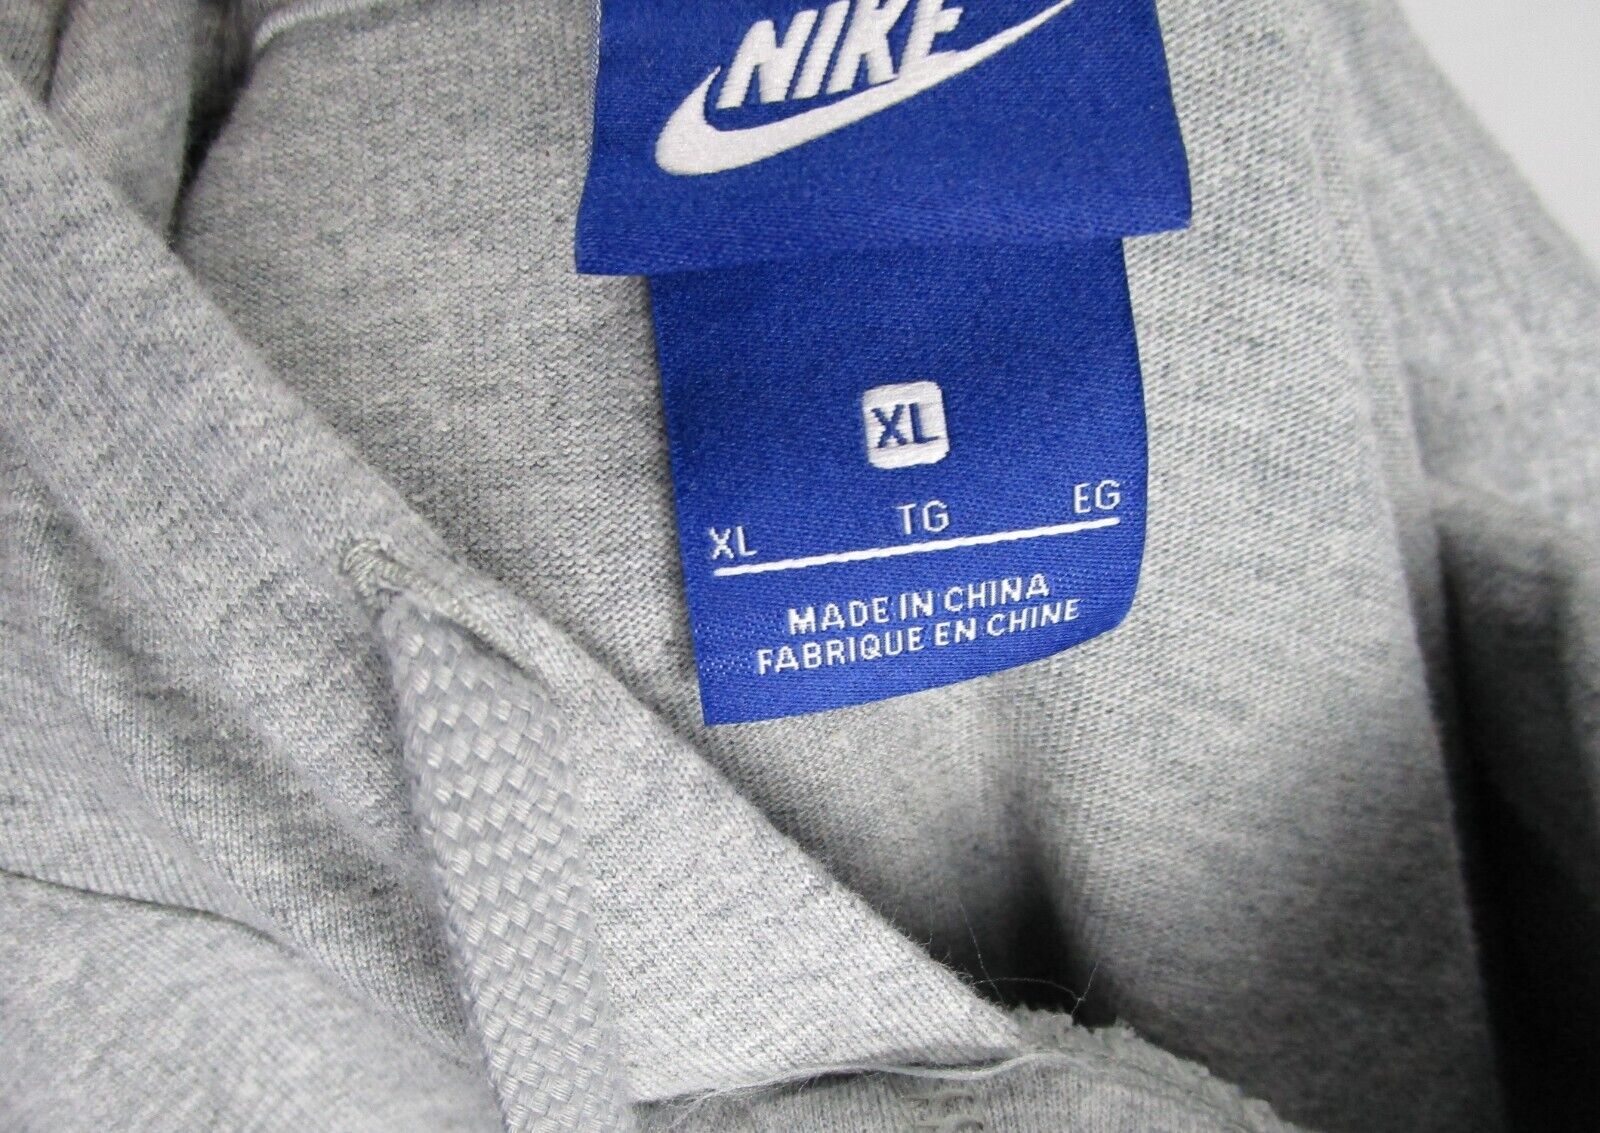 NIKE
XL
XL TG EG
MADE IN CHINA
FABRIQUE EN CHINE